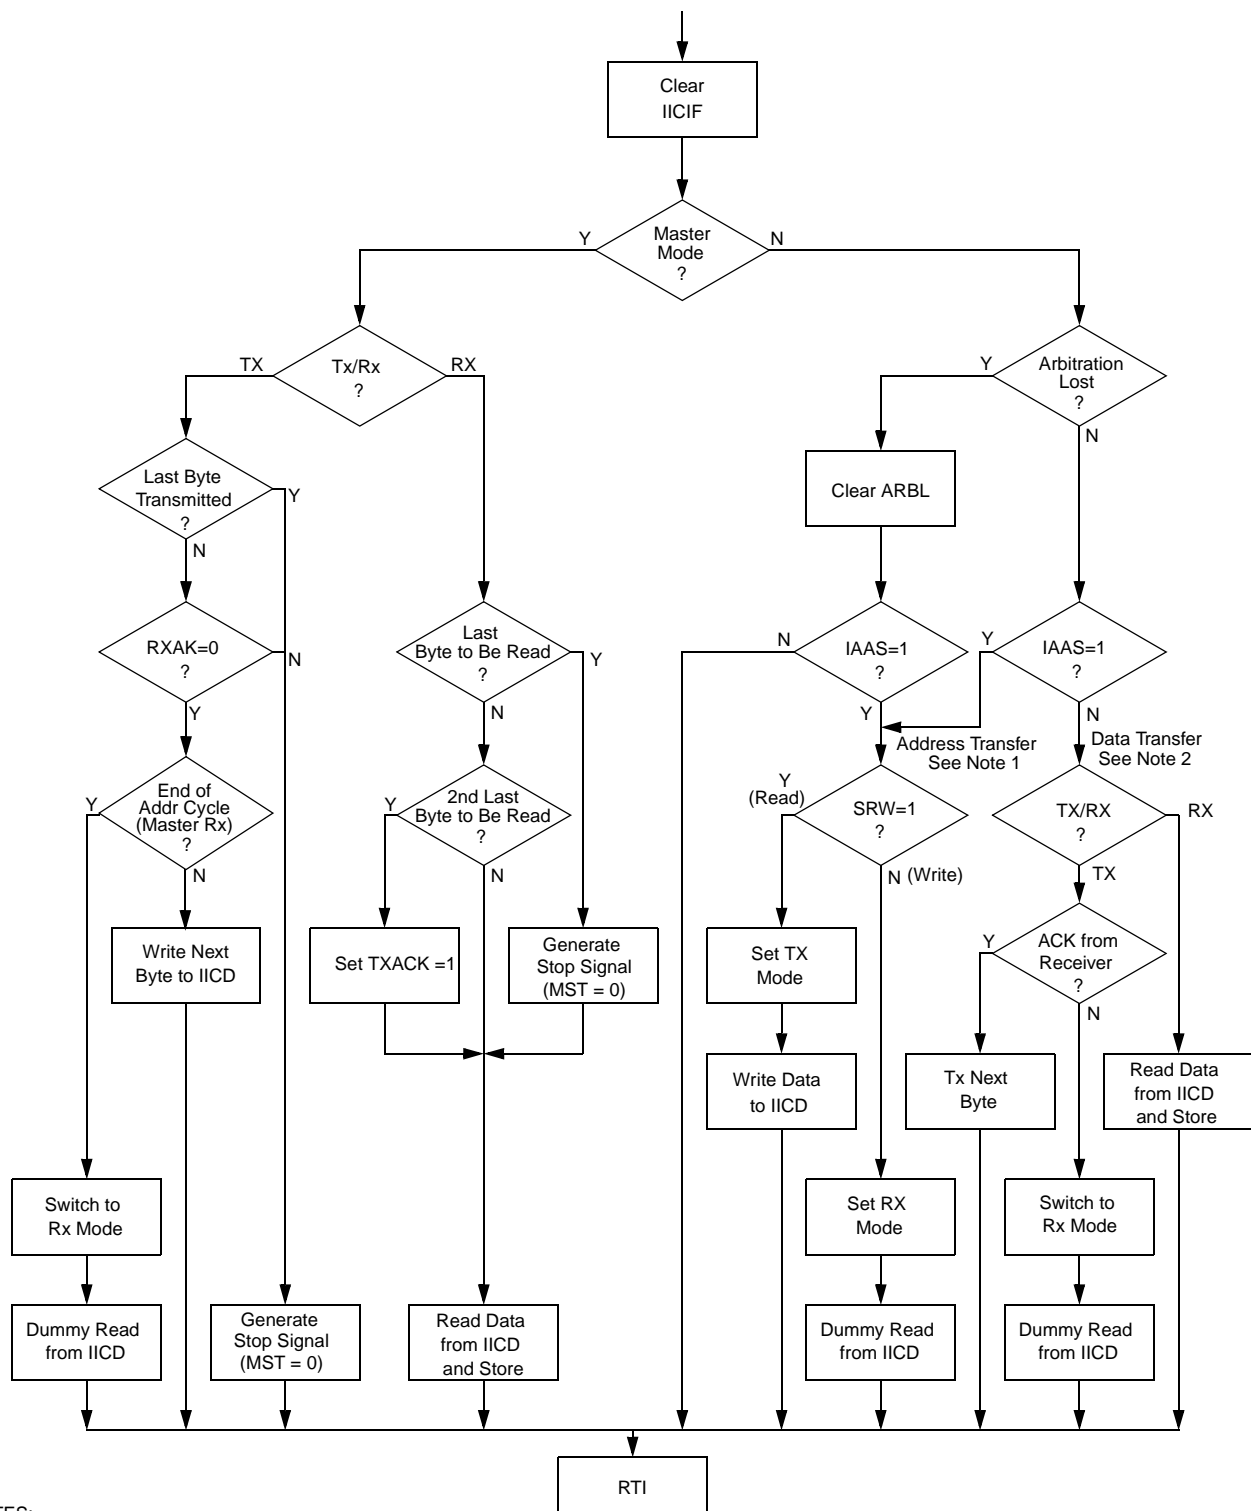 Clear
IICIF
Master
Mode
?
Y
N
Tx/Rx
?
TX
RX
Arbitration
Lost
?
Y
N
Last Byte
Transmitted
?
Y
N
Clear ARBL
RXAK=0
?
N
Y
Last
Byte to Be Read
?
Y
N
IAAS=1
?
N
Y
IAAS=1
?
Y
N
Address Transfer
See Note 1
Data Transfer
See Note 2
End of
Addr Cycle
(Master Rx)
?
Y
N
2nd Last
Byte to Be Read
?
Y
N
Y
(Read)
SRW=1
?
N (Write)
TX/RX
?
RX
TX
Write Next
Byte to IICD
Set TXACK =1
Generate
Stop Signal
(MST = 0)
Set TX
Mode
ACK from
Receiver
?
Y
N
Write Data
to IICD
Tx Next
Byte
Read Data
from IICD
and Store
Switch to
Rx Mode
Set RX
Mode
Switch to
Rx Mode
Dummy Read
from IICD
Generate
Stop Signal
(MST = 0)
Read Data
from IICD
and Store
Dummy Read
from IICD
Dummy Read
from IICD
RTI